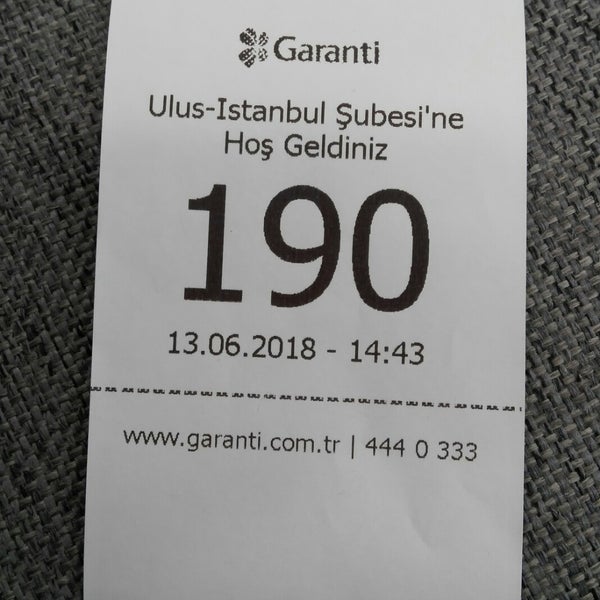 Garanti
Ulus-Istanbul Şubesi'ne
Hoş Geldiniz
190
13.06.2018 - 14:43
www.garanti.com.tr | 444 0 333